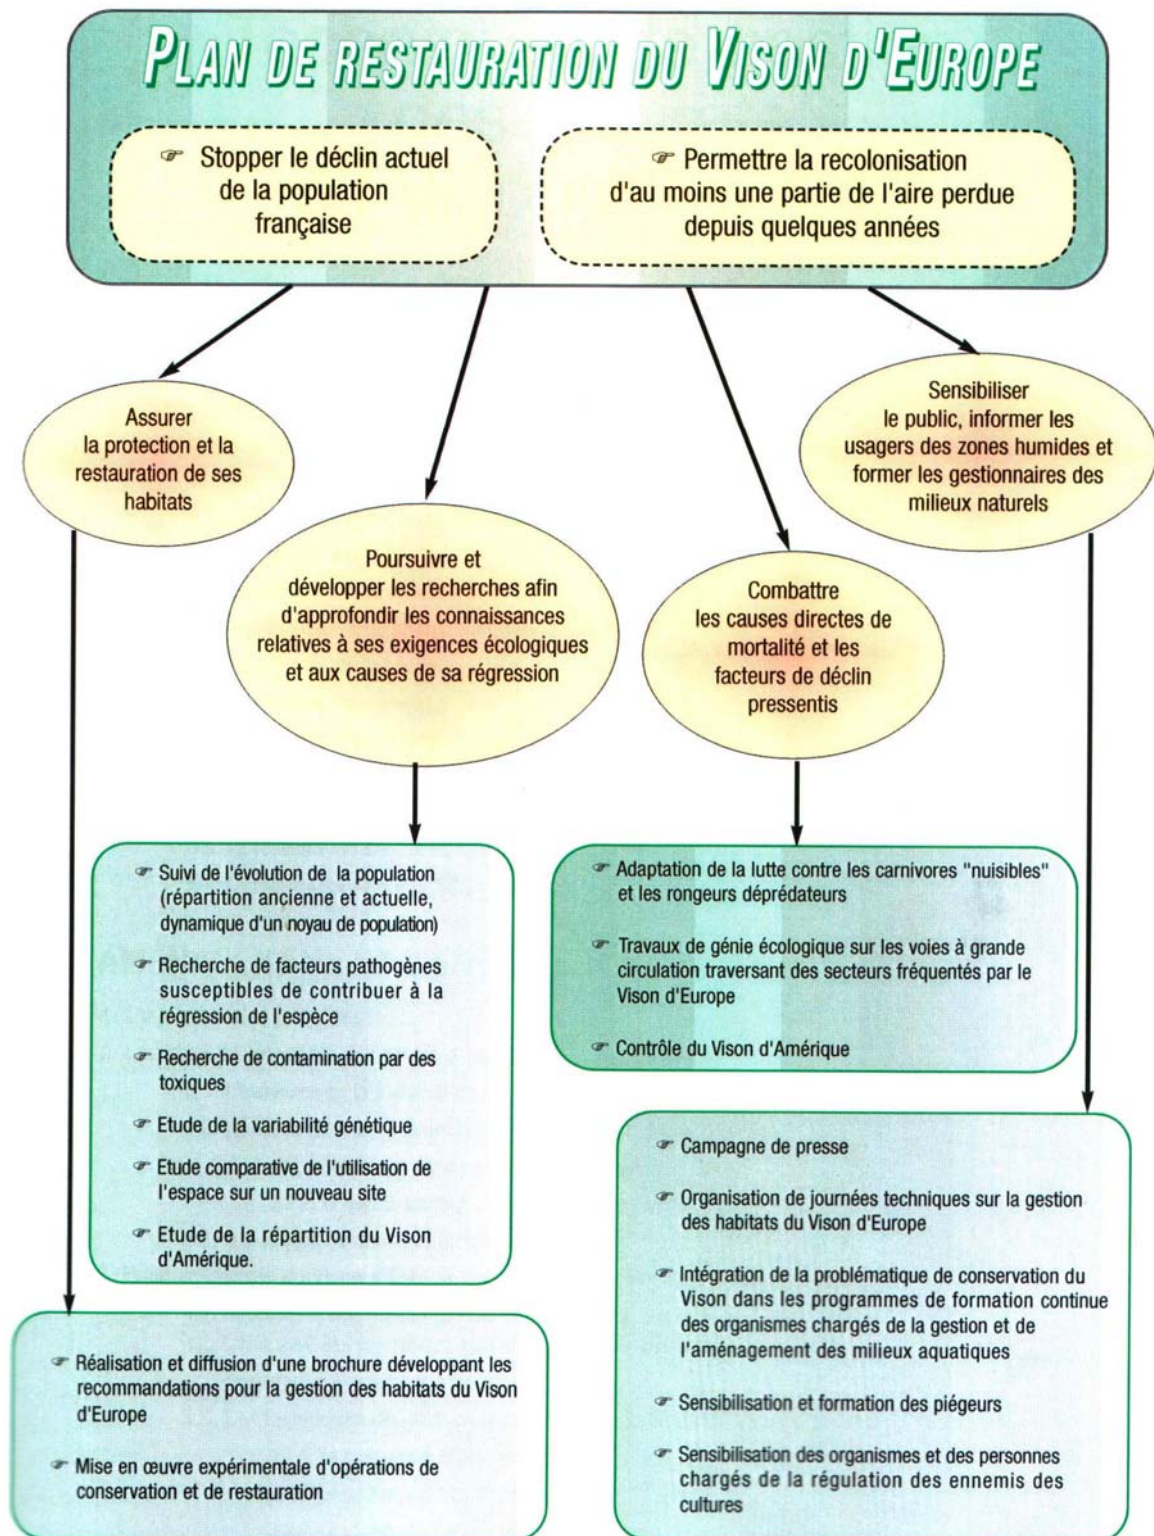 PLAN DE RESTAURATION DU VISON D'EUROPE
☞ Stopper le déclin actuel
de la population
française
☞ Permettre la recolonisation
d'au moins une partie de l'aire perdue
depuis quelques années
Assurer
la protection et la
restauration de ses
habitats
Poursuivre et
développer les recherches afin
d'approfondir les connaissances
relatives à ses exigences écologiques
et aux causes de sa régression
Combattre
les causes directes de
mortalité et les
facteurs de déclin
pressentis
Sensibiliser
le public, informer les
usagers des zones humides et
former les gestionnaires des
milieux naturels
☞ Suivi de l'évolution de la population
(répartition ancienne et actuelle,
dynamique d'un noyau de population)
☞ Recherche de facteurs pathogènes
susceptibles de contribuer à la
régression de l'espèce
☞ Recherche de contamination par des
toxiques
☞ Etude de la variabilité génétique
☞ Etude comparative de l'utilisation de
l'espace sur un nouveau site
☞ Etude de la répartition du Vison
d'Amérique.
☞ Adaptation de la lutte contre les carnivores "nuisibles"
et les rongeurs déprédateurs
☞ Travaux de génie écologique sur les voies à grande
circulation traversant des secteurs fréquentés par le
Vison d'Europe
☞ Contrôle du Vison d'Amérique
☞ Réalisation et diffusion d'une brochure développant les
recommandations pour la gestion des habitats du Vison
d'Europe
☞ Mise en œuvre expérimentale d'opérations de
conservation et de restauration
☞ Campagne de presse
☞ Organisation de journées techniques sur la gestion
des habitats du Vison d'Europe
☞ Intégration de la problématique de conservation du
Vison dans les programmes de formation continue
des organismes chargés de la gestion et de
l'aménagement des milieux aquatiques
☞ Sensibilisation et formation des piégeurs
☞ Sensibilisation des organismes et des personnes
chargés de la régulation des ennemis des
cultures